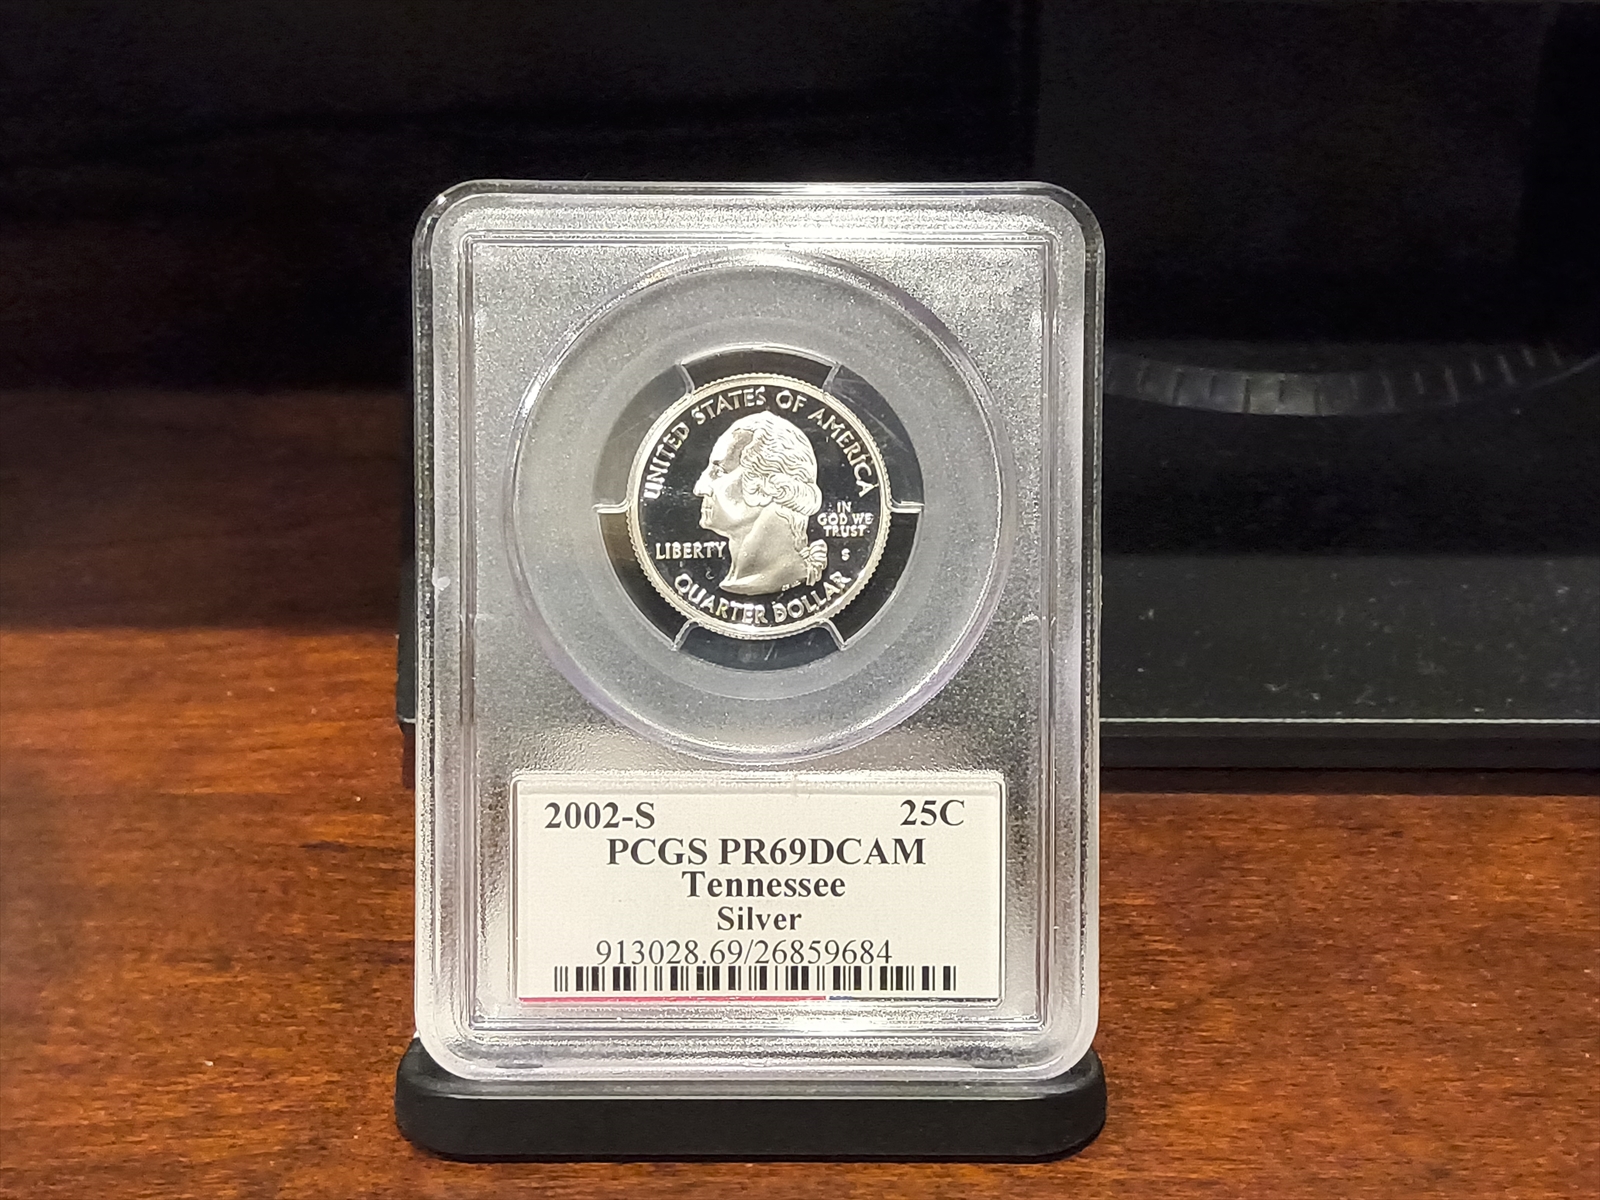 UNITED STATES OF AMERICA
IN
GOD WE
TRUST
LIBERTY
S
QUARTER DOLLAR
2002-S 25C
PCGS PR69DCAM
Tennessee
Silver
913028.69/26859684